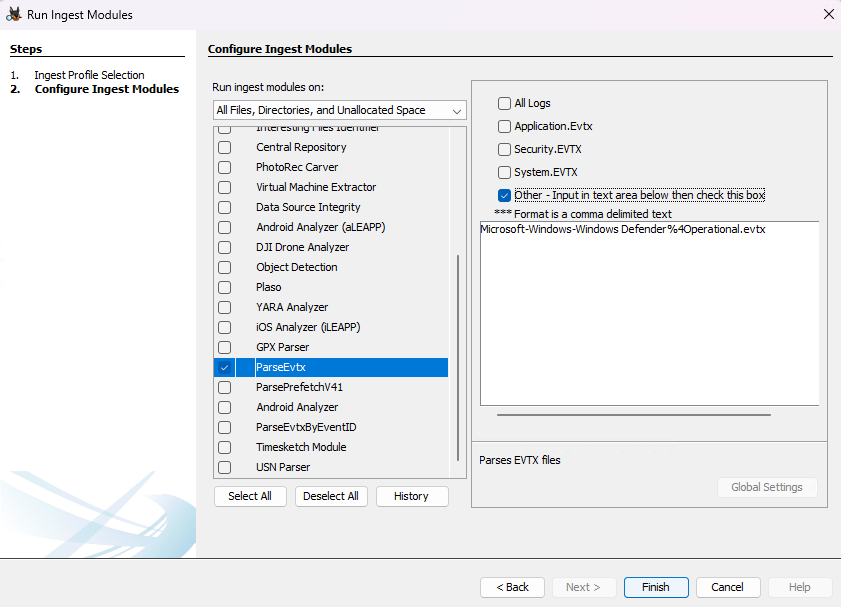 Run Ingest Modules
Steps
1. Ingest Profile Selection
2. Configure Ingest Modules
Configure Ingest Modules
Run ingest modules on:
All Files, Directories, and Unallocated Space
Interesting Files Identifier
Central Repository
PhotoRec Carver
Virtual Machine Extractor
Data Source Integrity
Android Analyzer (aLEAPP)
DJI Drone Analyzer
Object Detection
Plaso
YARA Analyzer
iOS Analyzer (iLEAPP)
GPX Parser
ParseEvtx
ParsePrefetchV41
Android Analyzer
ParseEvtxByEventID
Timesketch Module
USN Parser
Select All
Deselect All
History
All Logs
Application.Evtx
Security.EVTX
System.EVTX
Other - Input in text area below then check this box
*** Format is a comma delimited text
Microsoft-Windows-Windows Defender%4Operational.evtx
Parses EVTX files
Global Settings
< Back
Next >
Finish
Cancel
Help